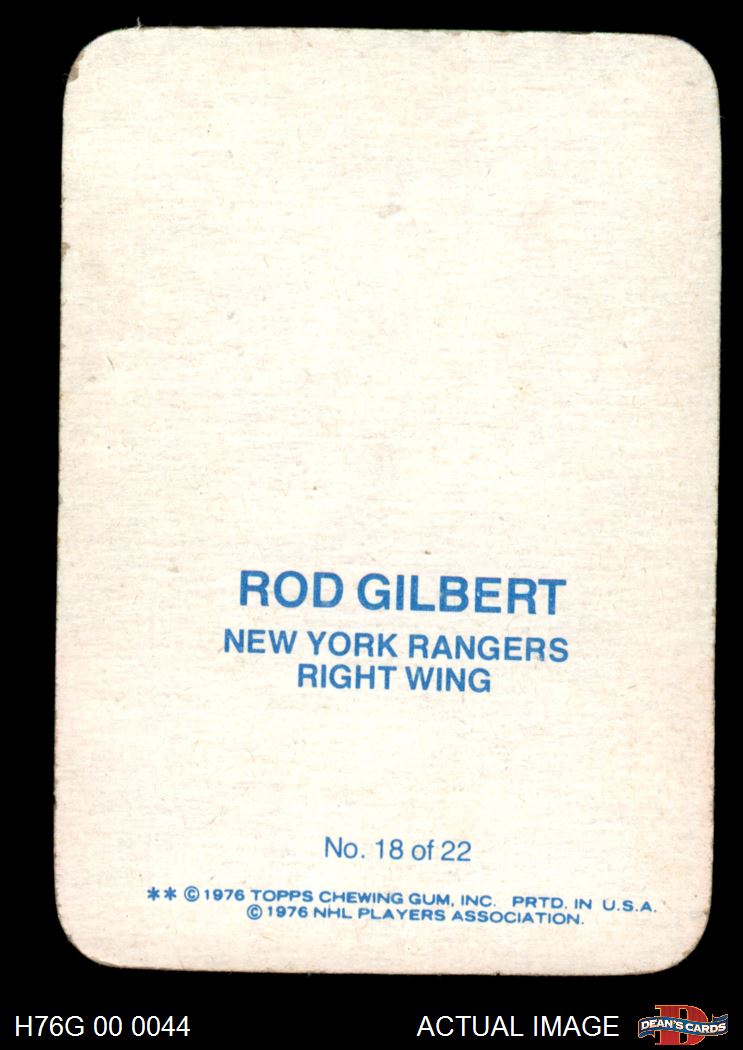 ROD GILBERT
NEW YORK RANGERS
RIGHT WING
No. 18 of 22
** © 1976 TOPPS CHEWING GUM, INC. PRTD. IN U.S.A.
© 1976 NHL PLAYERS ASSOCIATION.
H76G 00 0044 ACTUAL IMAGE DEAN'S CARDS